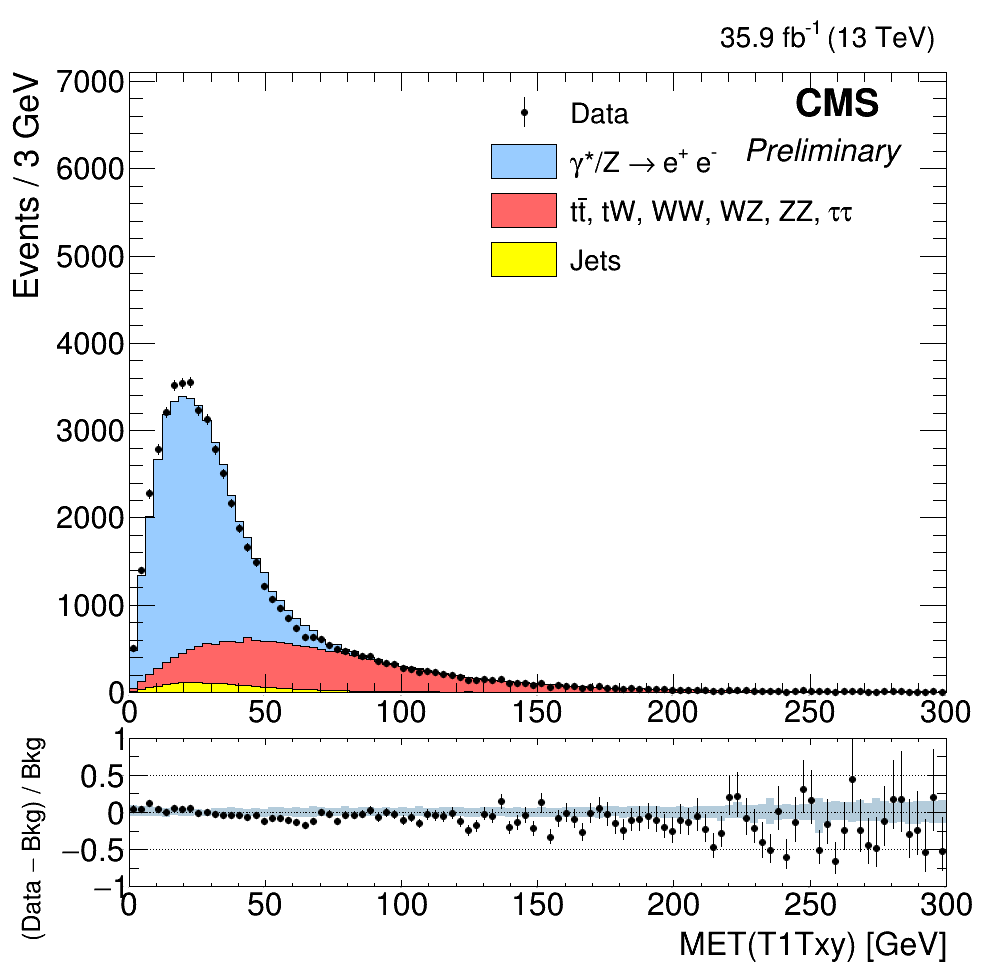 35.9 fb⁻¹ (13 TeV)
Events / 3 GeV
7000
6000
5000
4000
3000
2000
1000
0
CMS
Preliminary
Data
γ*/Z → e⁺ e⁻
tt̄, tW, WW, WZ, ZZ, ττ
Jets
0 50 100 150 200 250 300
(Data − Bkg) / Bkg
1
0.5
0
−0.5
−1
0 50 100 150 200 250 300
MET(T1Txy) [GeV]